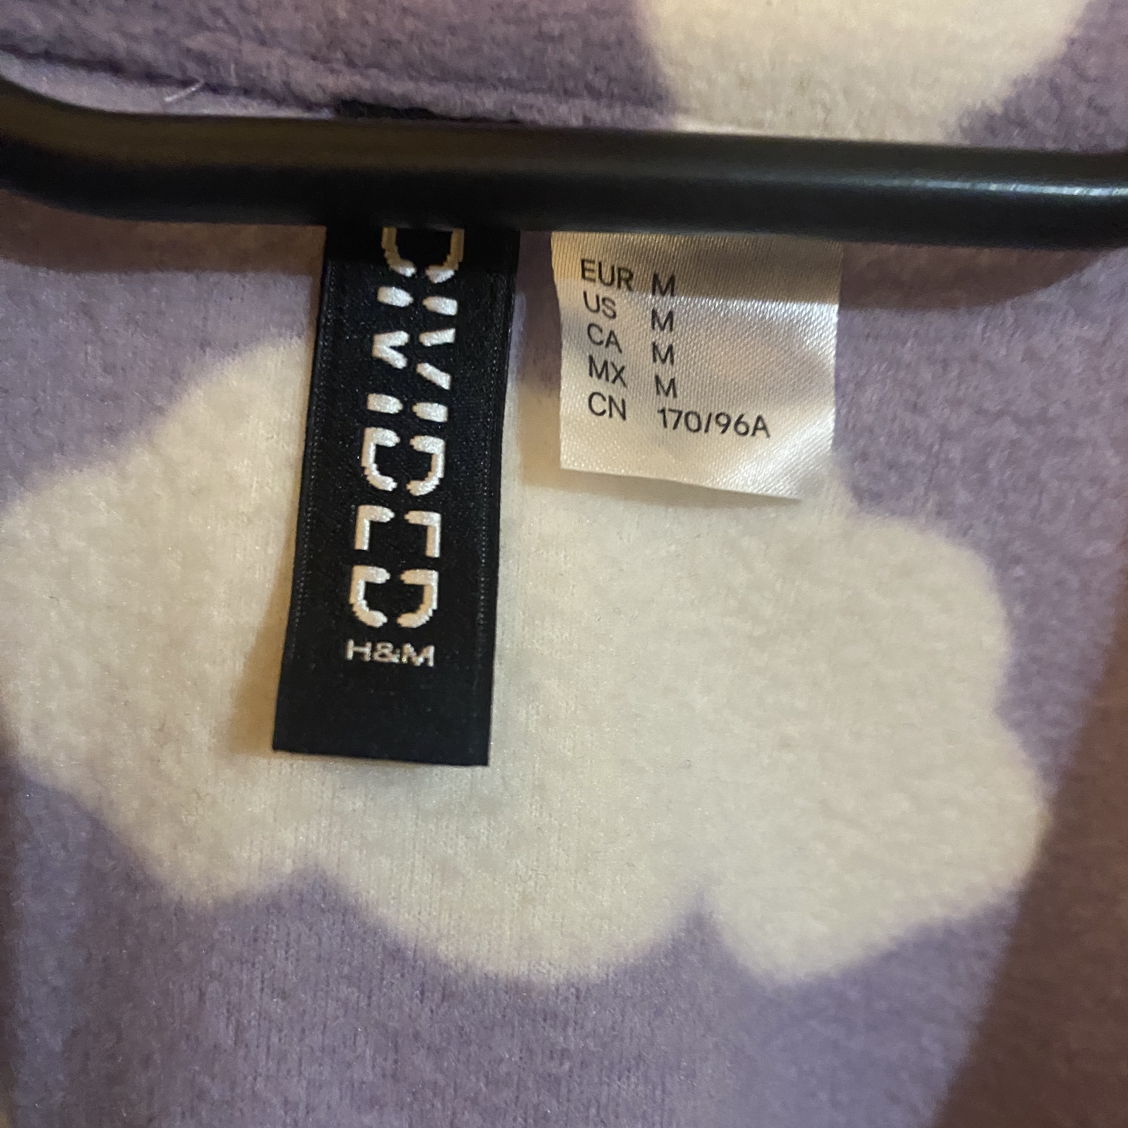 DIVIDED
H&M
EUR M
US M
CA M
MX M
CN 170/96A